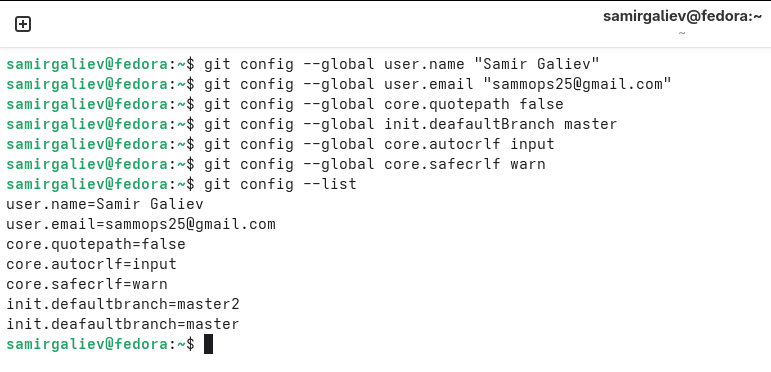 samirgaliev@fedora:~
~
samirgaliev@fedora:~$ git config --global user.name "Samir Galiev"
samirgaliev@fedora:~$ git config --global user.email "sammops25@gmail.com"
samirgaliev@fedora:~$ git config --global core.quotepath false
samirgaliev@fedora:~$ git config --global init.deafaultBranch master
samirgaliev@fedora:~$ git config --global core.autocrlf input
samirgaliev@fedora:~$ git config --global core.safecrlf warn
samirgaliev@fedora:~$ git config --list
user.name=Samir Galiev
user.email=sammops25@gmail.com
core.quotepath=false
core.autocrlf=input
core.safecrlf=warn
init.defaultbranch=master2
init.deafaultbranch=master
samirgaliev@fedora:~$